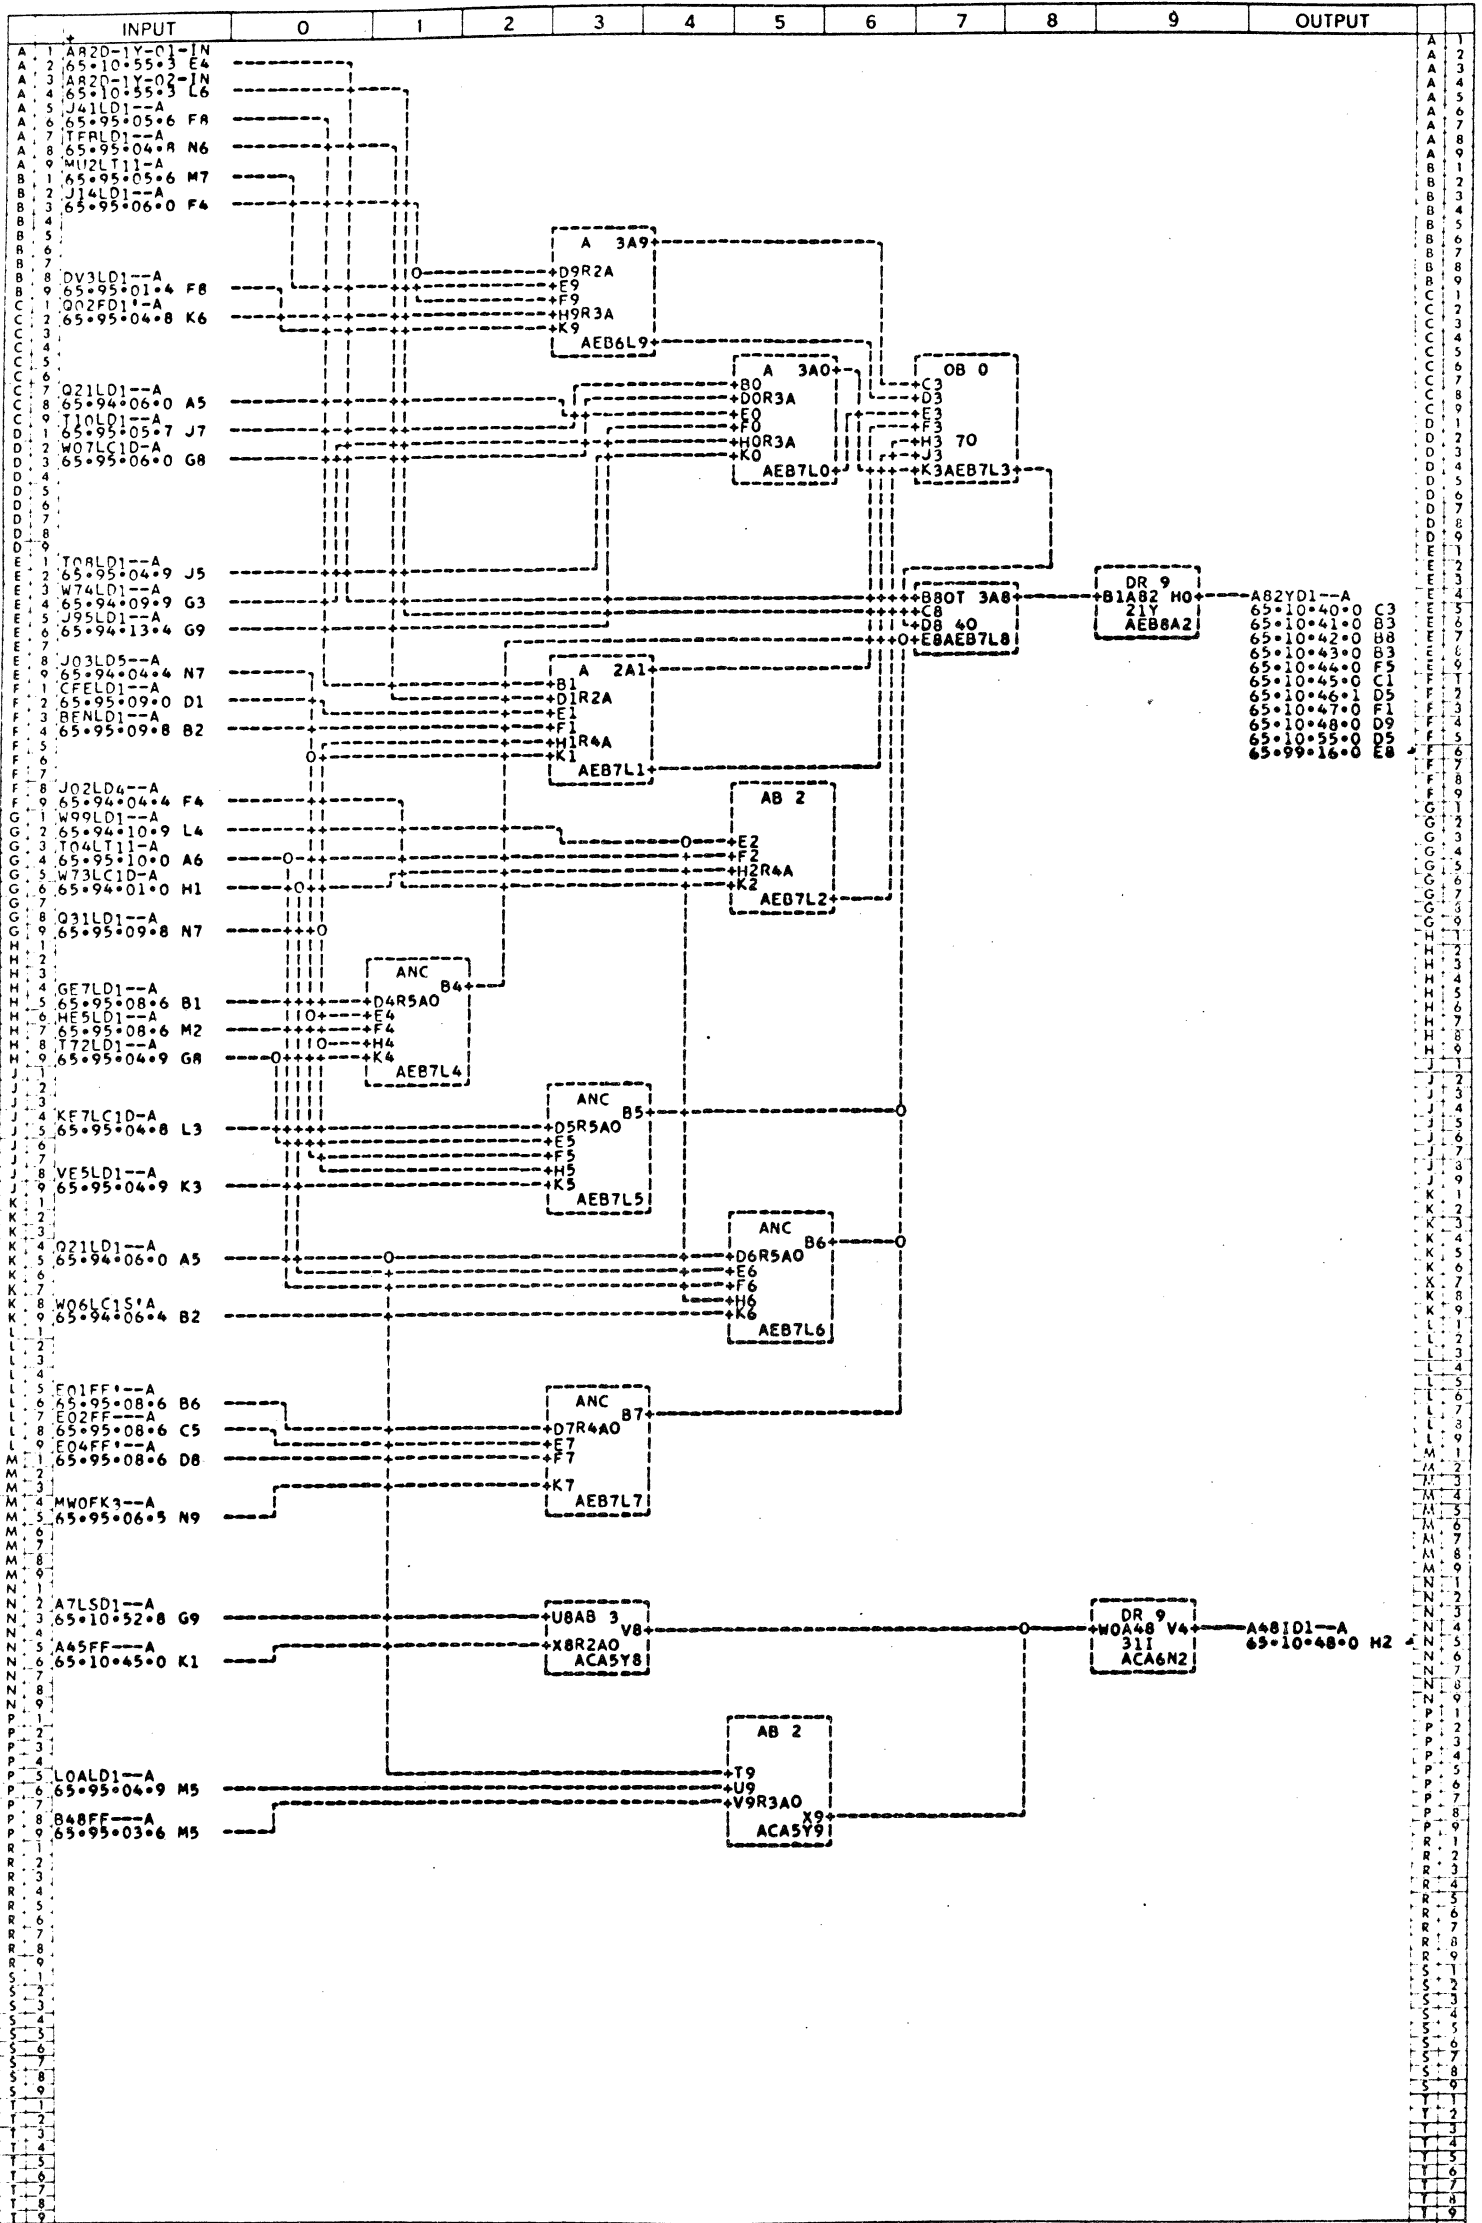 INPUT 0 1 2 3 4 5 6 7 8 9 OUTPUT
A82D-1Y-01-IN
65•10•55•3 E4
A82D-1Y-02-IN
65•10•55•3 L6
J41LD1--A
65•95•05•6 F8
65•95•04•8 N6
MU2LT11-A
65•95•05•6 M7
J14LD1--A
65•95•06•0 F4
A 3A9
D9R2A
E9
F9
H9R3A
K9
AEB6L9
DV3LD1--A
65•95•01•4 F8
Q02FD1'-A
65•95•04•8 K6
Q21LD1--A
65•94•06•0 A5
T10LD1--A
65•95•05•7 J7
W07LC1D-A
65•95•06•0 G8
A 3A0
B0
D0R3A
E0
F0
H0R3A
K0
AEB7L0
OB 0
C3
D3
E3
F3
H3 70
J3
K3AEB7L3
T08LD1--A
65•95•04•9 J5
W74LD1--A
65•94•09•9 G3
J95LD1--A
65•94•13•4 G9
B80T 3A8
C8
D8 40
E8AEB7L8
DR 9
B1A82 H0
21Y
AEB8A2
A82YD1--A
65•10•40•0 C3
65•10•41•0 B3
65•10•42•0 B8
65•10•43•0 B3
65•10•44•0 F5
65•10•45•0 C1
65•10•46•1 D5
65•10•47•0 F1
65•10•48•0 D9
65•10•55•0 D5
65•99•16•0 E8
J03LD5--A
65•94•04•4 N7
CFELD1--A
65•95•09•0 D1
BENLD1--A
65•95•09•8 B2
A 2A1
B1
D1R2A
E1
F1
H1R4A
K1
AEB7L1
J02LD4--A
65•94•04•4 F4
W99LD1--A
65•94•10•9 L4
T04LT11-A
65•95•10•0 A6
W73LC1D-A
65•94•01•0 H1
AB 2
E2
F2
H2R4A
K2
AEB7L2
Q31LD1--A
65•95•09•8 N7
GE7LD1--A
65•95•08•6 B1
HE5LD1--A
65•95•08•6 M2
T72LD1--A
65•95•04•9 G8
ANC
B4
D4R5A0
E4
F4
H4
K4
AEB7L4
KE7LC1D-A
65•95•04•8 L3
VE5LD1--A
65•95•04•9 K3
ANC
B5
D5R5A0
E5
F5
H5
K5
AEB7L5
Q21LD1--A
65•94•06•0 A5
W06LC1S'A
65•94•06•4 B2
ANC
B6
D6R5A0
E6
F6
H6
K6
AEB7L6
E01FF'--A
65•95•08•6 B6
E02FF---A
65•95•08•6 C5
E04FF'--A
65•95•08•6 D8
MW0FK3--A
65•95•06•5 N9
ANC
B7
D7R4A0
E7
F7
K7
AEB7L7
A7LSD1--A
65•10•52•8 G9
A45FF---A
65•10•45•0 K1
U8AB 3
V8
X8R2A0
ACA5Y8
DR 9
W0A48 V4
31I
ACA6N2
A48ID1--A
65•10•48•0 H2
L0ALD1--A
65•95•04•9 M5
B48FF---A
65•95•03•6 M5
AB 2
T9
U9
V9R3A0
X9
ACA5Y9